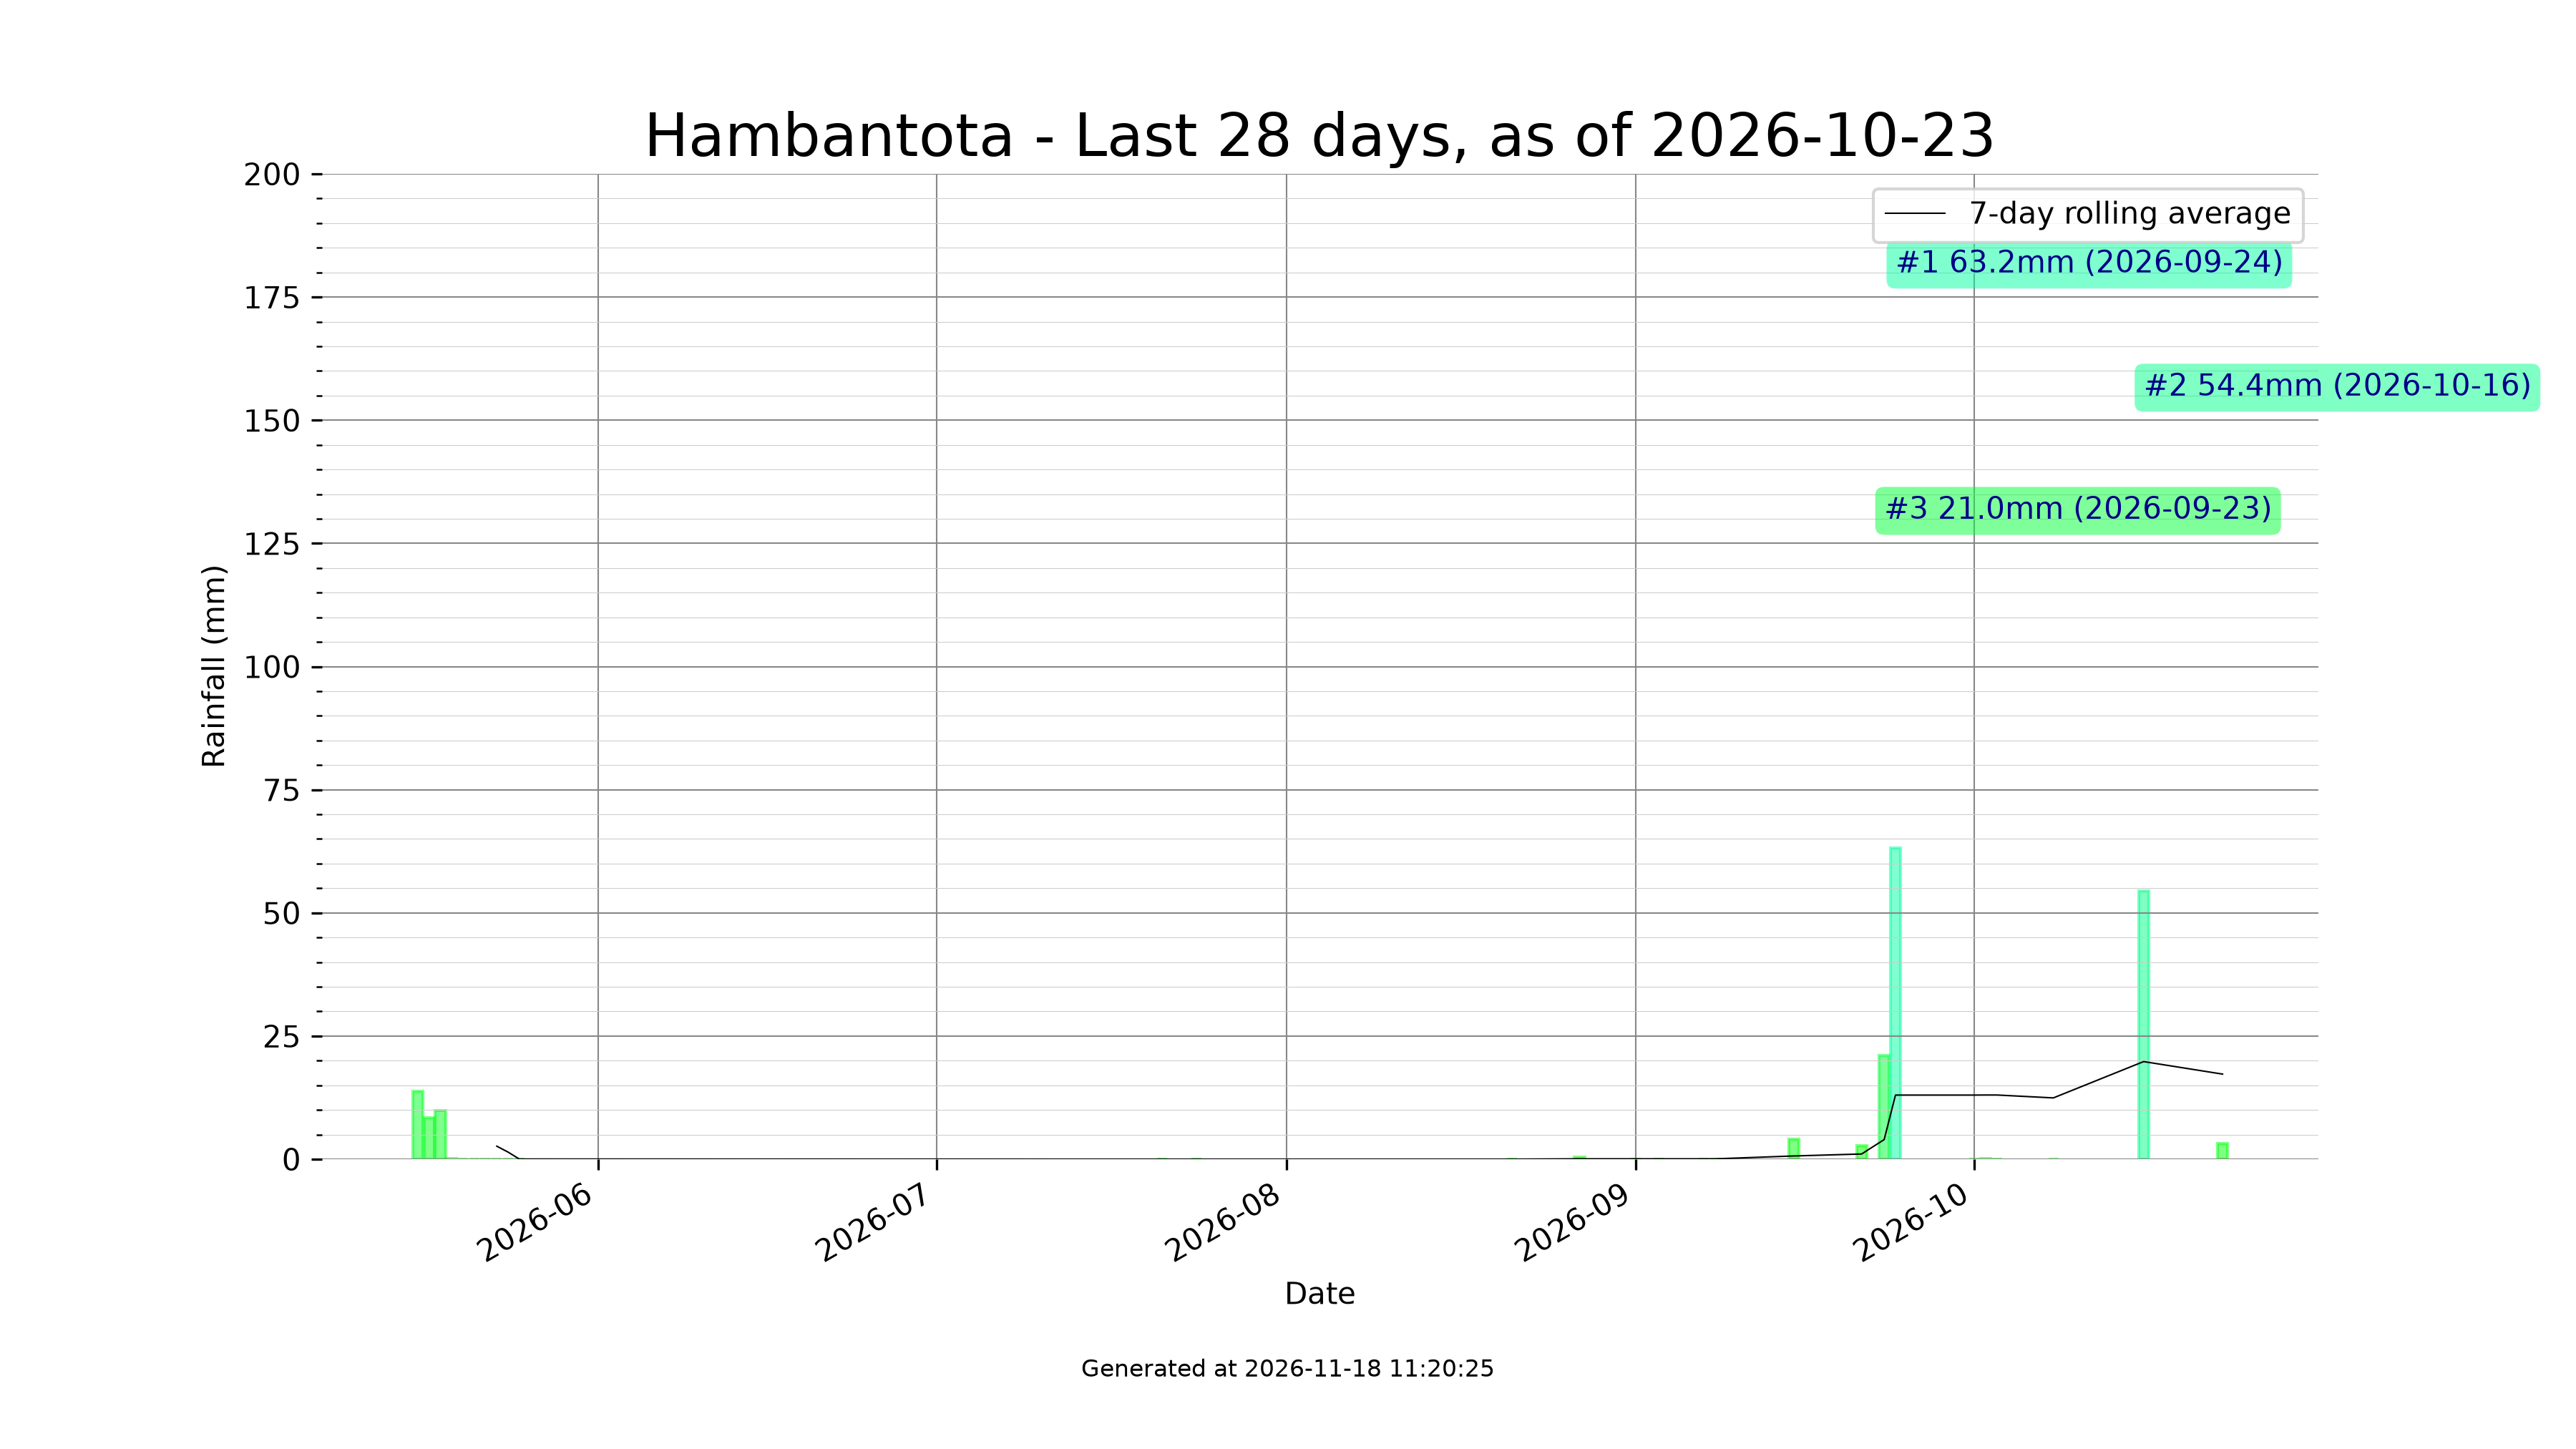 Hambantota - Last 28 days, as of 2026-10-23
200
175
150
125
100
75
50
25
0
Rainfall (mm)
7-day rolling average
#1 63.2mm (2026-09-24)
#2 54.4mm (2026-10-16)
#3 21.0mm (2026-09-23)
2026-06
2026-07
2026-08
2026-09
2026-10
Date
Generated at 2026-11-18 11:20:25